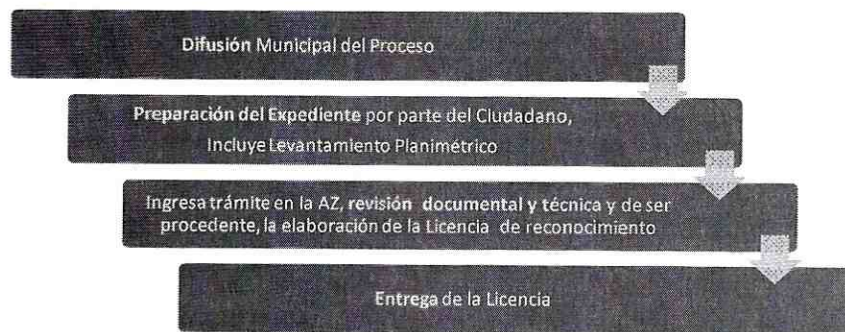 Difusión Municipal del Proceso
Preparación del Expediente por parte del Ciudadano,
Incluye Levantamiento Planimétrico
Ingresa trámite en la AZ, revisión documental y técnica y de ser
procedente, la elaboración de la Licencia de reconocimiento
Entrega de la Licencia